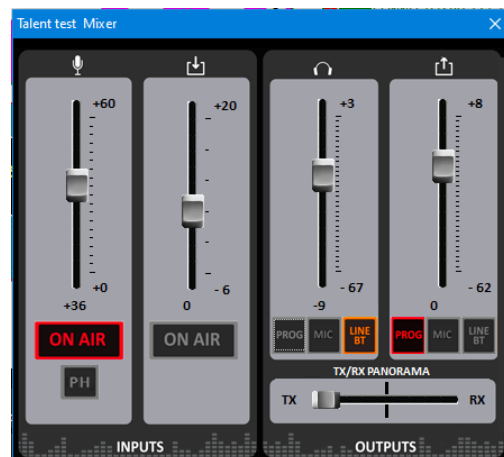 Talent test Mixer
+60
+0
+36
ON AIR
PH
+20
- 6
0
ON AIR
INPUTS
+3
- 67
-9
PROG
MIC
LINE
BT
+8
- 62
0
PROG
MIC
LINE
BT
TX/RX PANORAMA
TX
RX
OUTPUTS